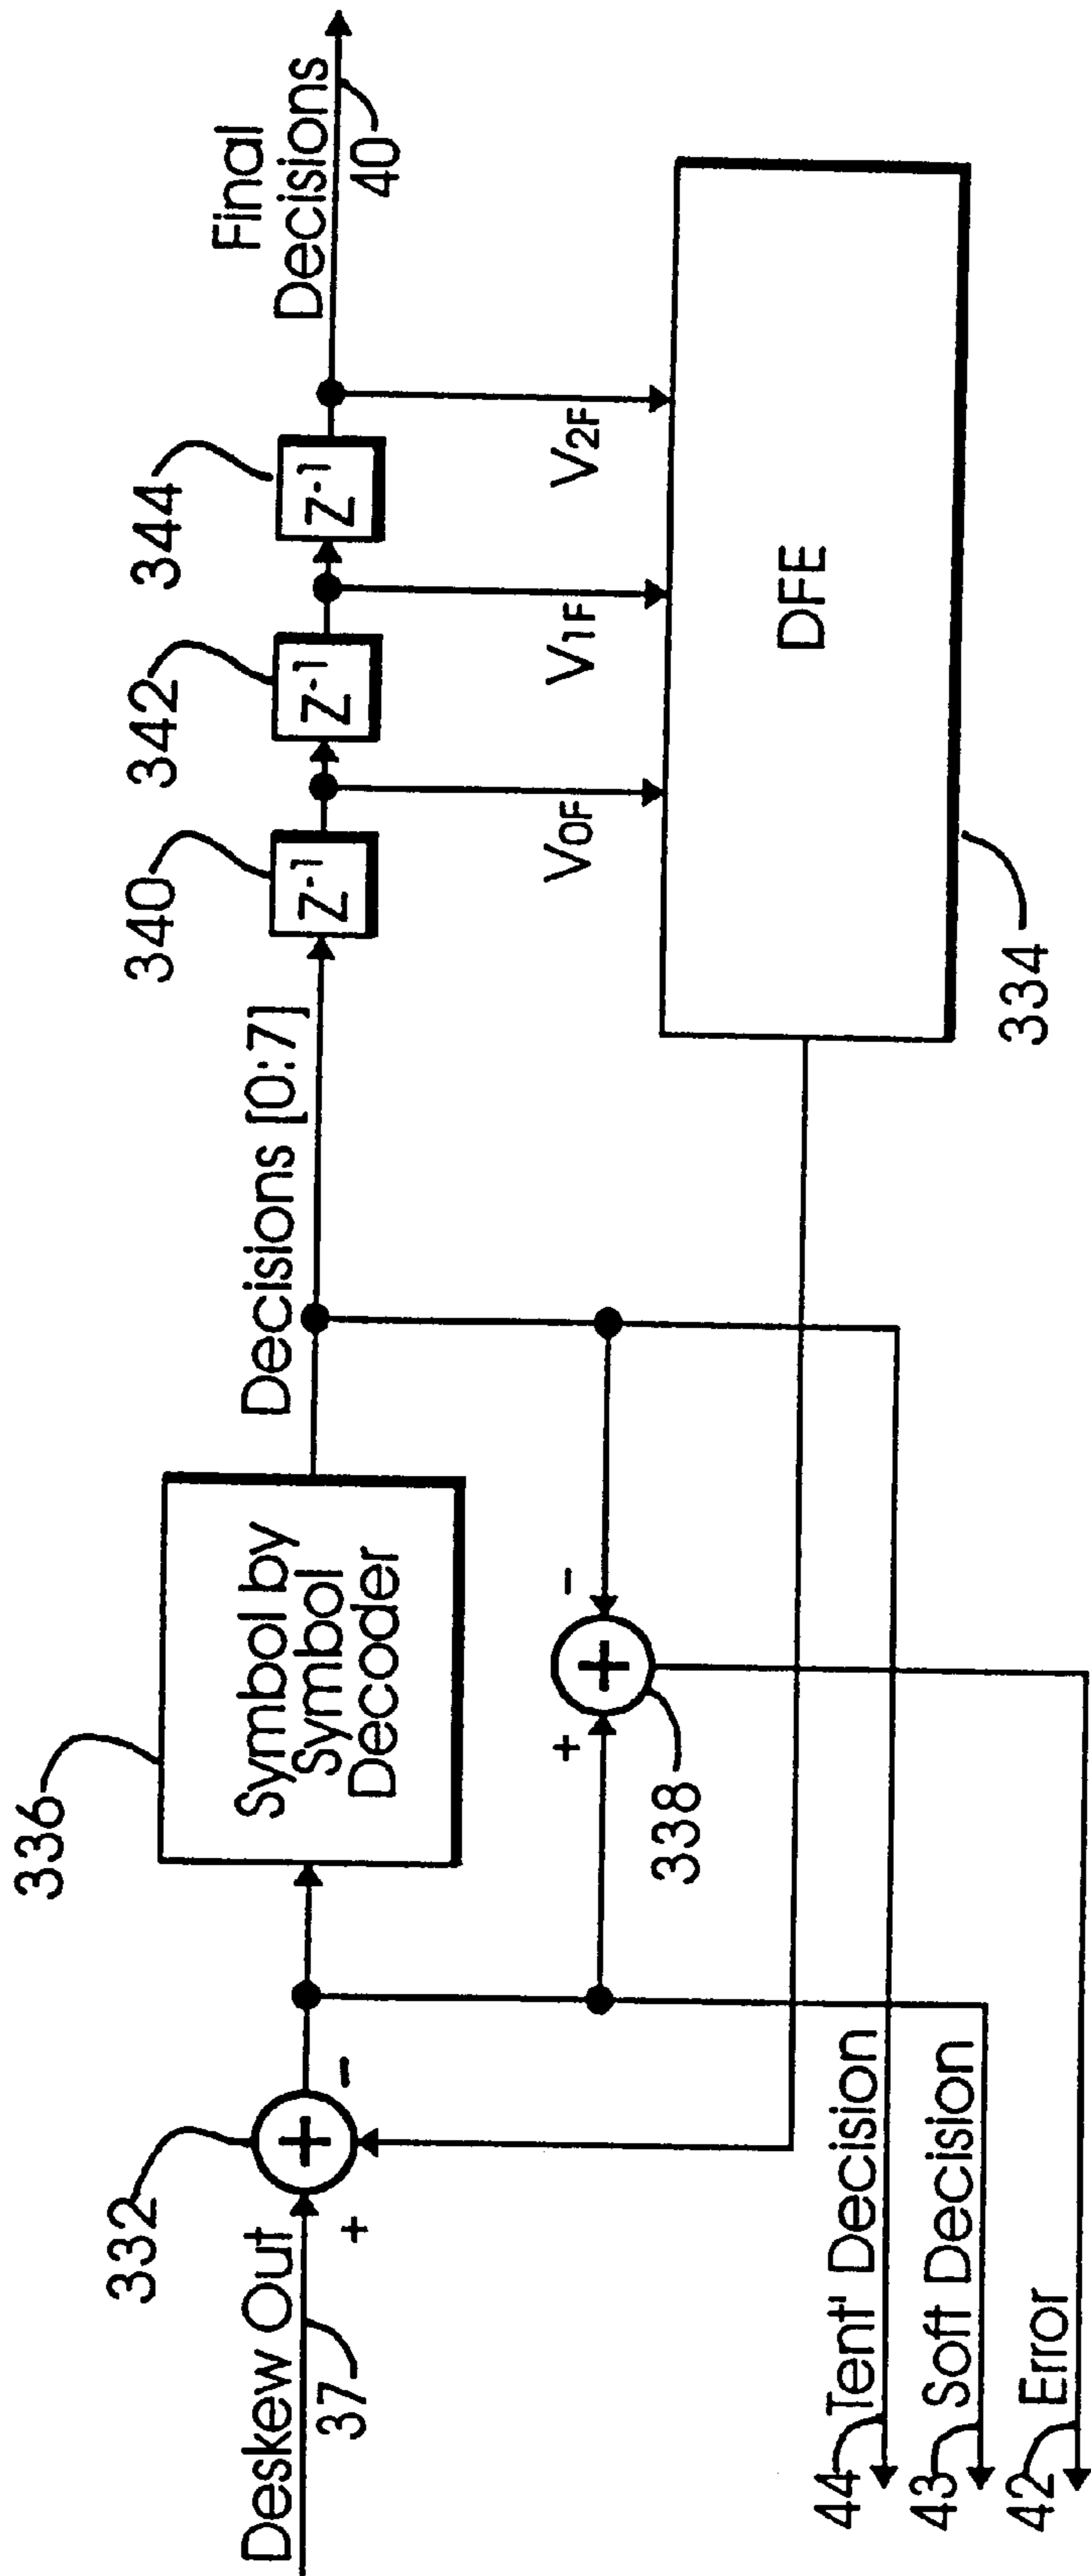 Deskew Out
37
+
332
+
-
336
Symbol by
Symbol
Decoder
Decisions [0:7]
340
Z-1
342
Z-1
344
Z-1
Final
Decisions
40
V0F
V1F
V2F
DFE
334
+
-
+
338
44
Tent' Decision
43
Soft Decision
42
Error